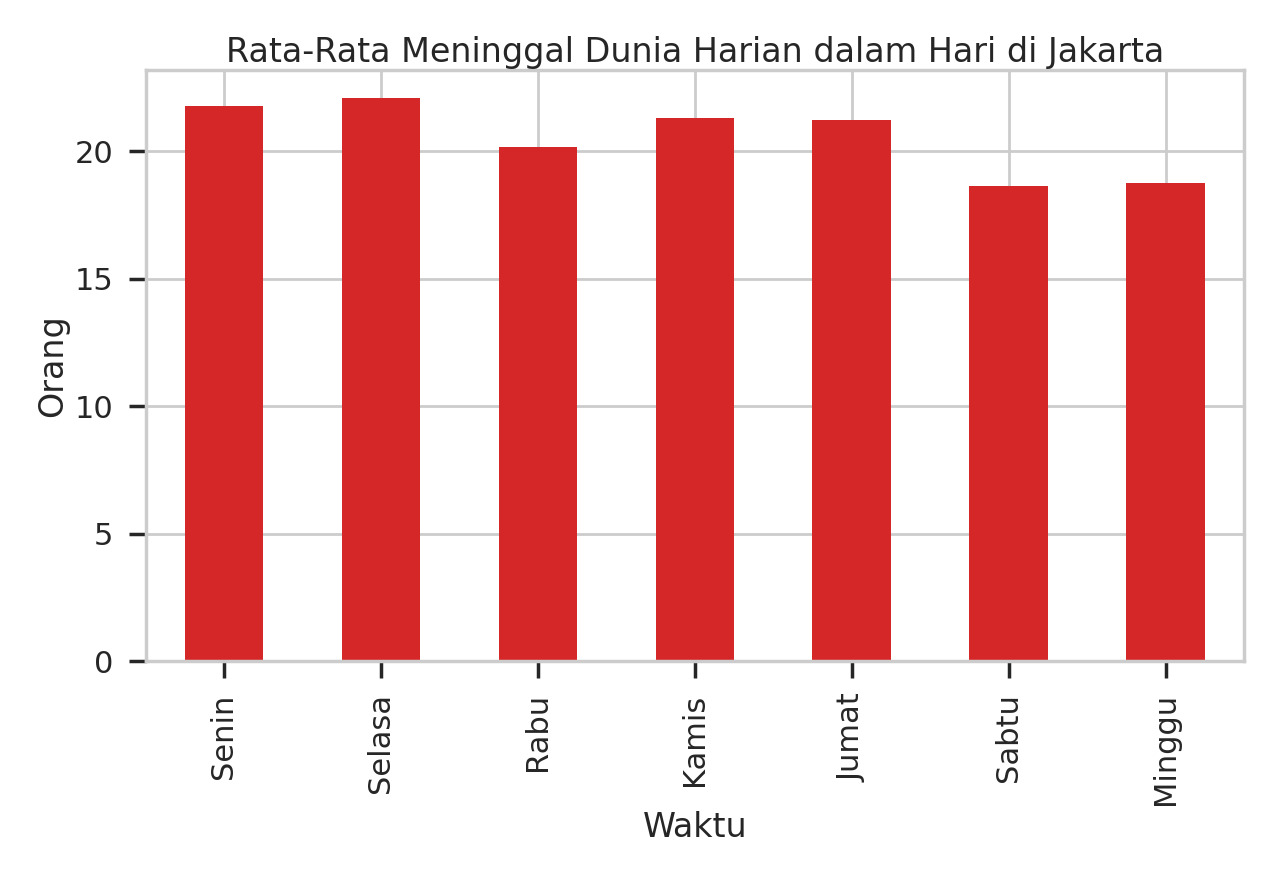 Rata-Rata Meninggal Dunia Harian dalam Hari di Jakarta
Orang
20
15
10
5
0
Senin
Selasa
Rabu
Kamis
Jumat
Sabtu
Minggu
Waktu